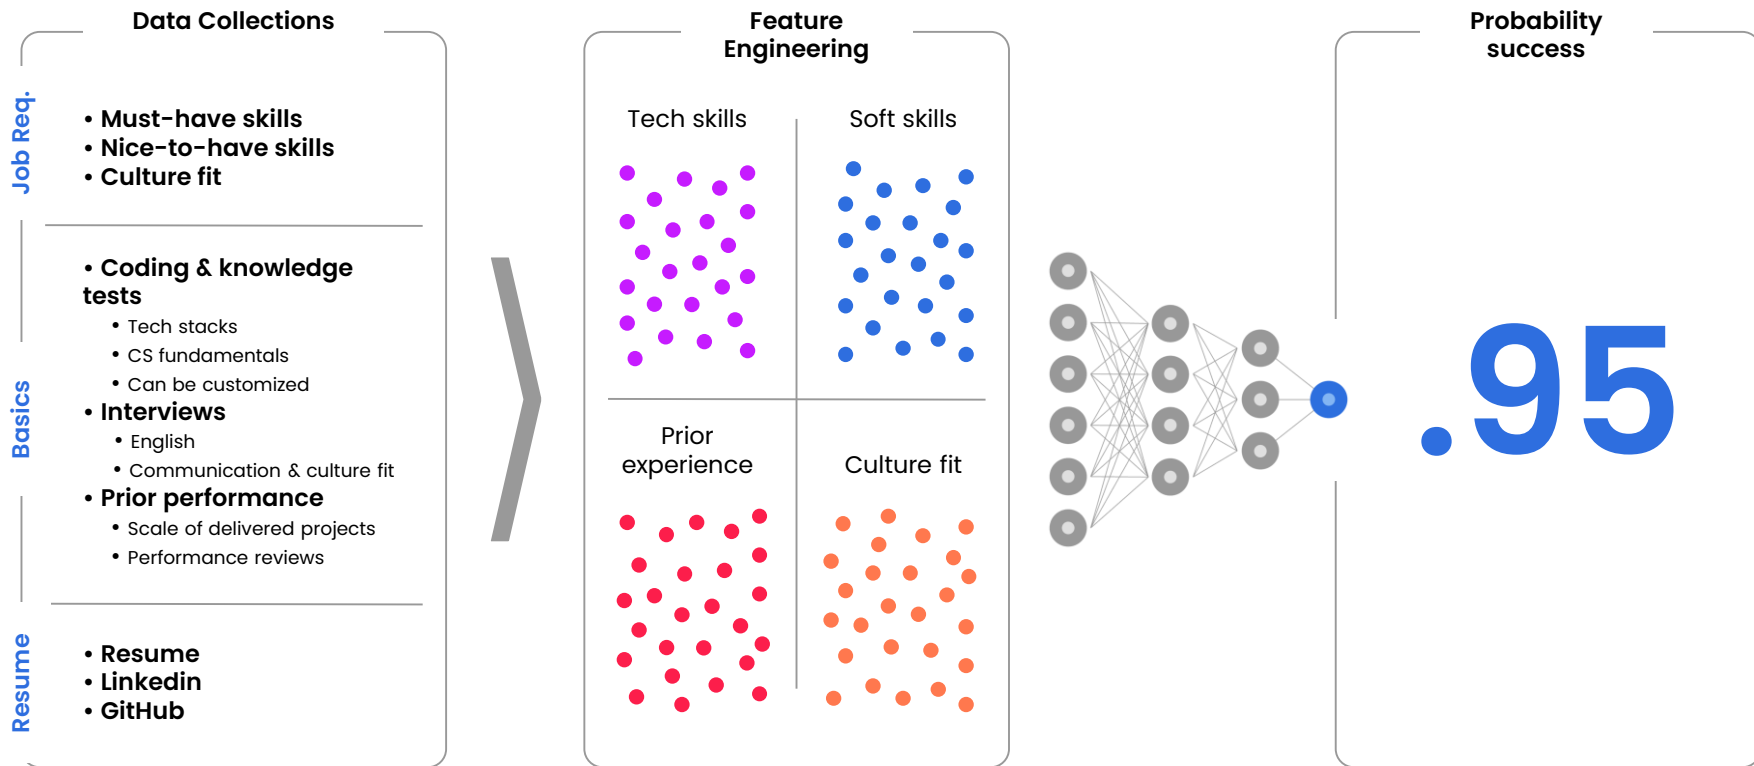 Data Collections
Job Req.
• Must-have skills
• Nice-to-have skills
• Culture fit
Basics
• Coding & knowledge
tests
• Tech stacks
• CS fundamentals
• Can be customized
• Interviews
• English
• Communication & culture fit
• Prior performance
• Scale of delivered projects
• Performance reviews
Resume
• Resume
• Linkedin
• GitHub
Feature
Engineering
Tech skills
Soft skills
Prior
experience
Culture fit
Probability
success
.95